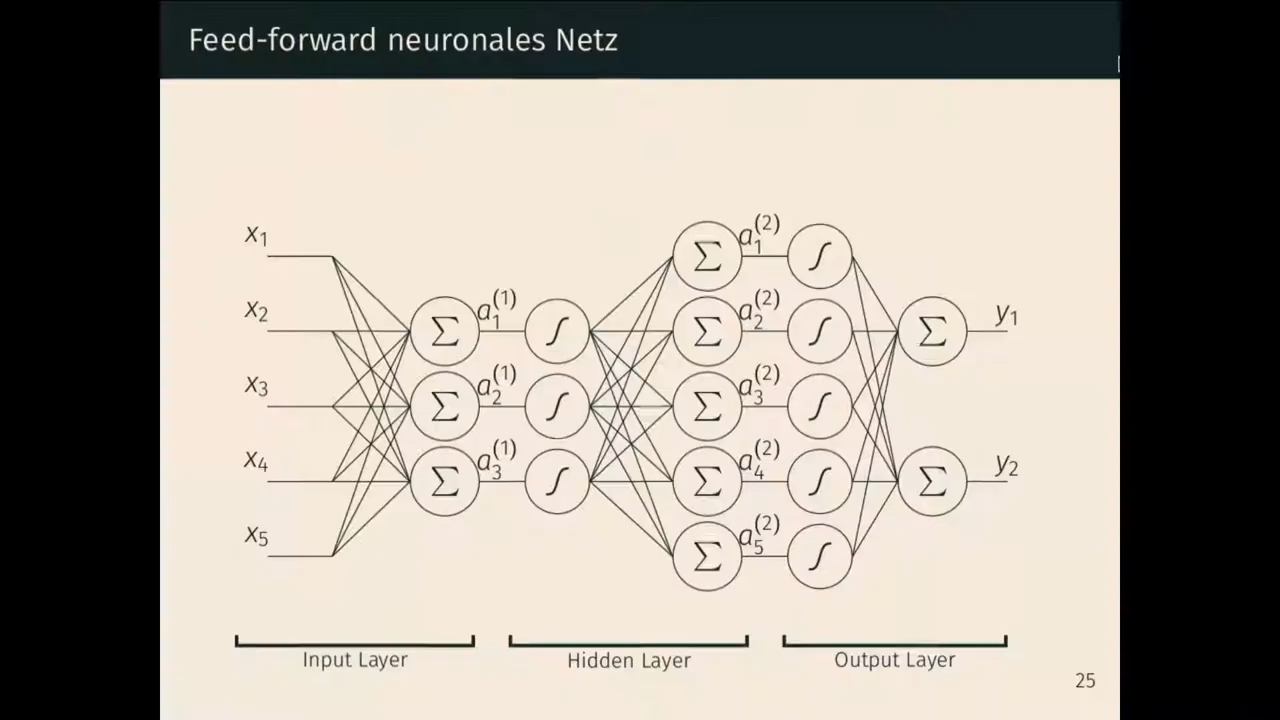 Feed-forward neuronales Netz
x1
x2
x3
x4
x5
Σ
Σ
Σ
a1(1)
a2(1)
a3(1)
∫
∫
∫
Σ
Σ
Σ
Σ
Σ
a1(2)
a2(2)
a3(2)
a4(2)
a5(2)
∫
∫
∫
∫
∫
Σ
Σ
y1
y2
Input Layer
Hidden Layer
Output Layer
25